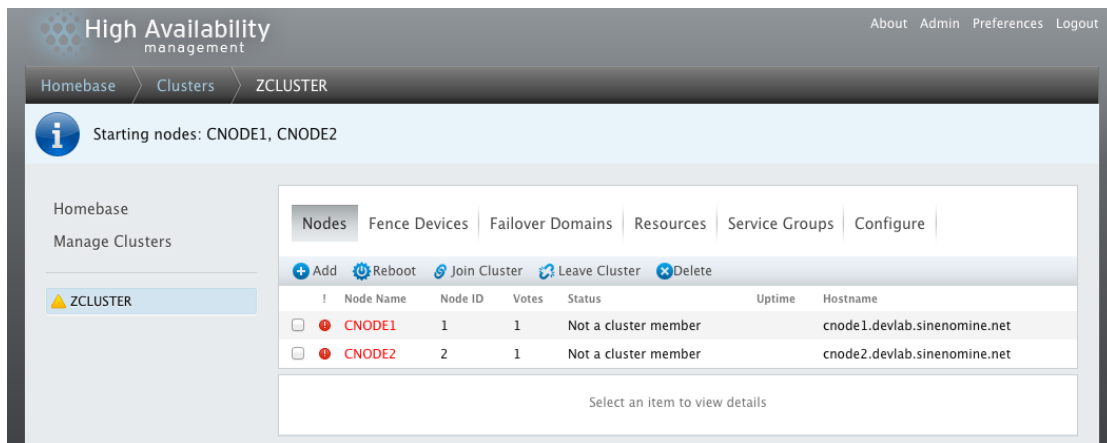 High Availability
management
About Admin Preferences Logout
Homebase Clusters ZCLUSTER
Starting nodes: CNODE1, CNODE2
Homebase
Manage Clusters
ZCLUSTER
Nodes Fence Devices Failover Domains Resources Service Groups Configure
Add Reboot Join Cluster Leave Cluster Delete
! Node Name Node ID Votes Status Uptime Hostname
CNODE1 1 1 Not a cluster member cnode1.devlab.sinenomine.net
CNODE2 2 1 Not a cluster member cnode2.devlab.sinenomine.net
Select an item to view details